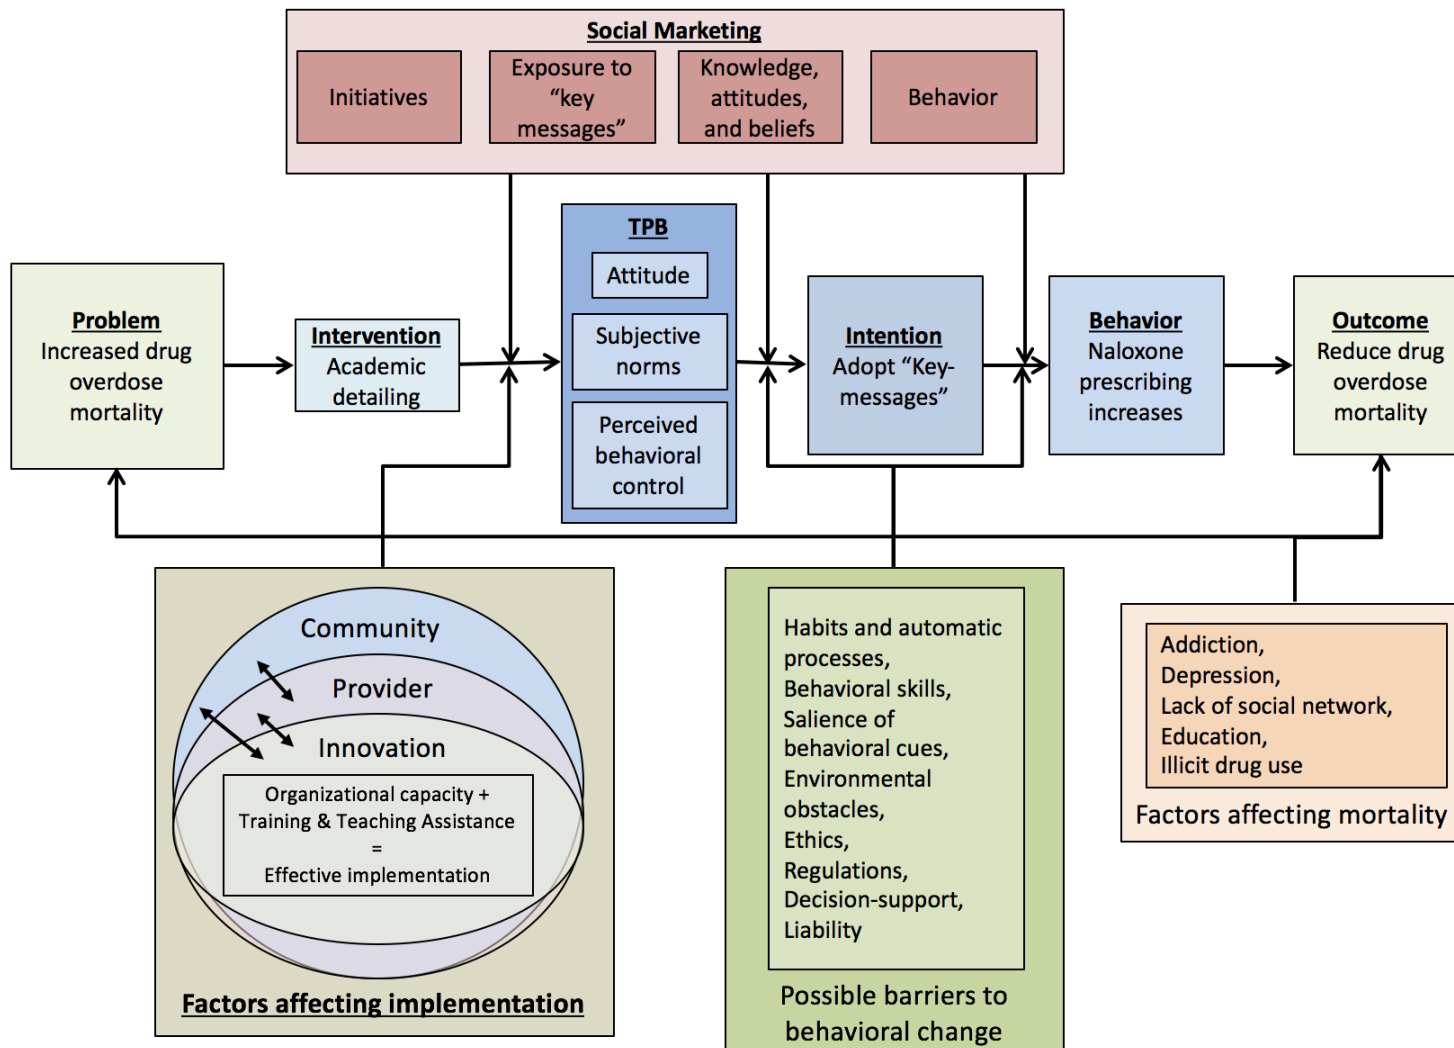 Social Marketing
Initiatives
Exposure to
“key
messages”
Knowledge,
attitudes,
and beliefs
Behavior
Problem
Increased drug
overdose
mortality
Intervention
Academic
detailing
TPB
Attitude
Subjective
norms
Perceived
behavioral
control
Intention
Adopt “Key-
messages”
Behavior
Naloxone
prescribing
increases
Outcome
Reduce drug
overdose
mortality
Community
Provider
Innovation
Organizational capacity +
Training & Teaching Assistance
=
Effective implementation
Factors affecting implementation
Habits and automatic
processes,
Behavioral skills,
Salience of
behavioral cues,
Environmental
obstacles,
Ethics,
Regulations,
Decision-support,
Liability
Possible barriers to
behavioral change
Addiction,
Depression,
Lack of social network,
Education,
Illicit drug use
Factors affecting mortality